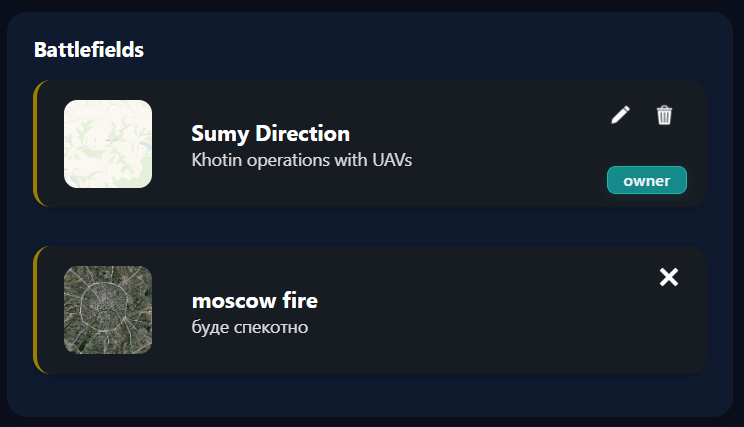 Battlefields
Sumy Direction
Khotin operations with UAVs
owner
moscow fire
буде спекотно